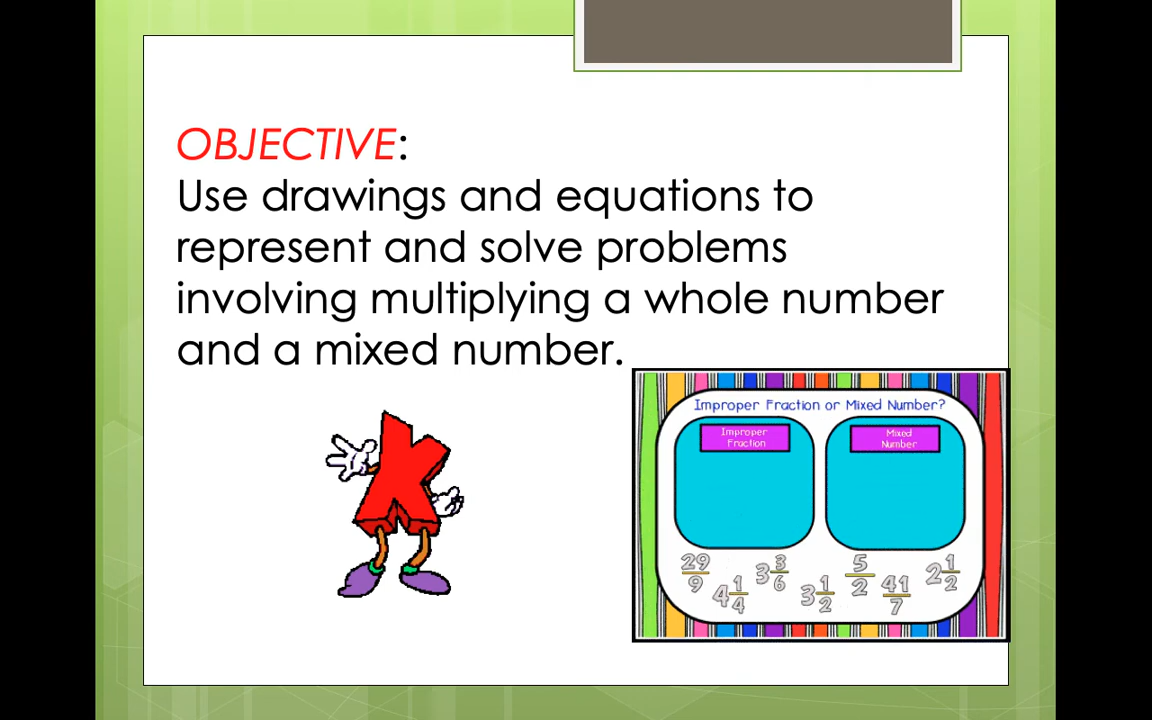 OBJECTIVE:
Use drawings and equations to
represent and solve problems
involving multiplying a whole number
and a mixed number.
K
Improper Fraction or Mixed Number?
Improper
Fraction
Mixed
Number
29/9 4 1/4 3 3/6 3 1/2 5/2 41/7 2 1/2